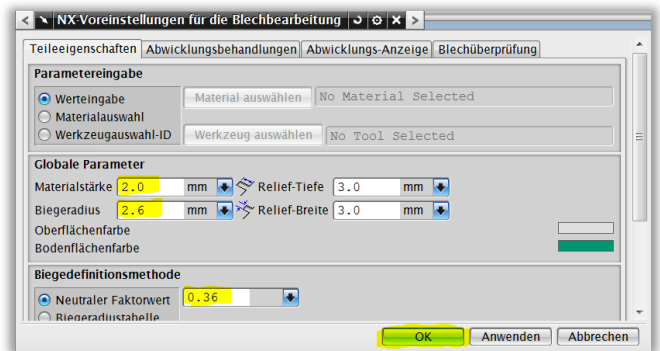 NX-Voreinstellungen für die Blechbearbeitung
Teileeigenschaften Abwicklungsbehandlungen Abwicklungs-Anzeige Blechüberprüfung
Parametereingabe
Werteingabe Material auswählen No Material Selected
Materialauswahl
Werkzeugauswahl-ID Werkzeug auswählen No Tool Selected
Globale Parameter
Materialstärke 2.0 mm Relief-Tiefe 3.0 mm
Biegeradius 2.6 mm Relief-Breite 3.0 mm
Oberflächenfarbe
Bodenflächenfarbe
Biegedefinitionsmethode
Neutraler Faktorwert 0.36
Biegeradiustabelle
OK Anwenden Abbrechen